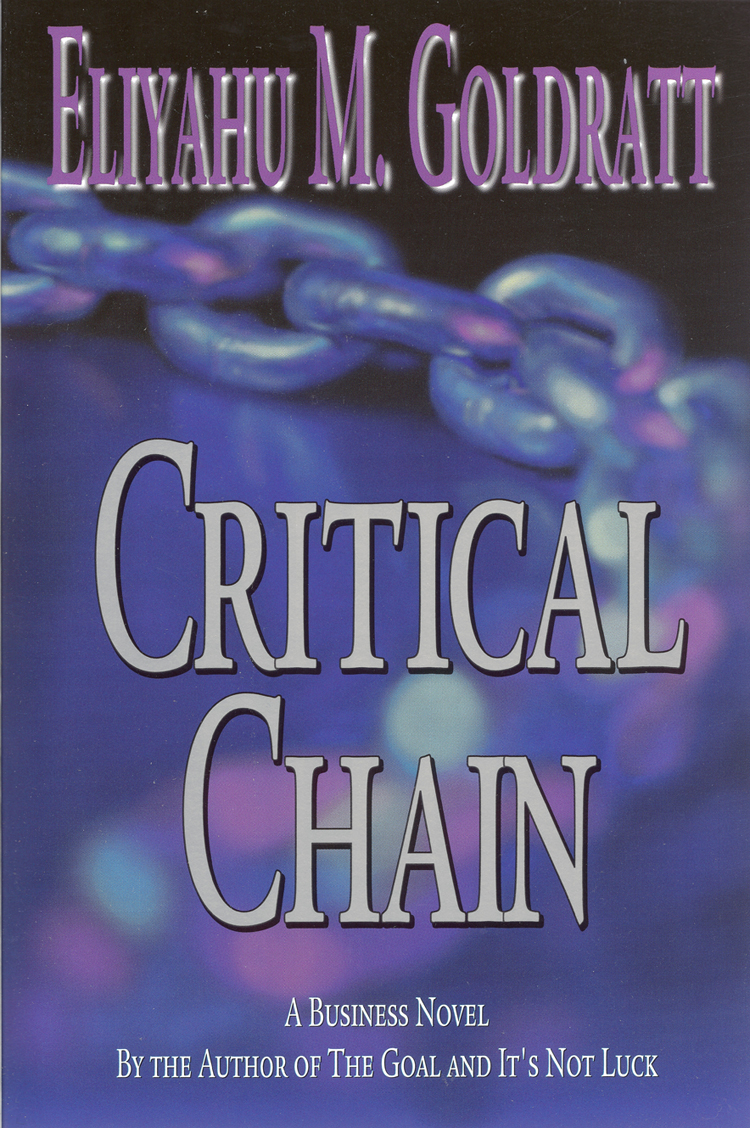 ELIYAHU M. GOLDRATT
CRITICAL
CHAIN
A BUSINESS NOVEL
BY THE AUTHOR OF THE GOAL AND IT'S NOT LUCK